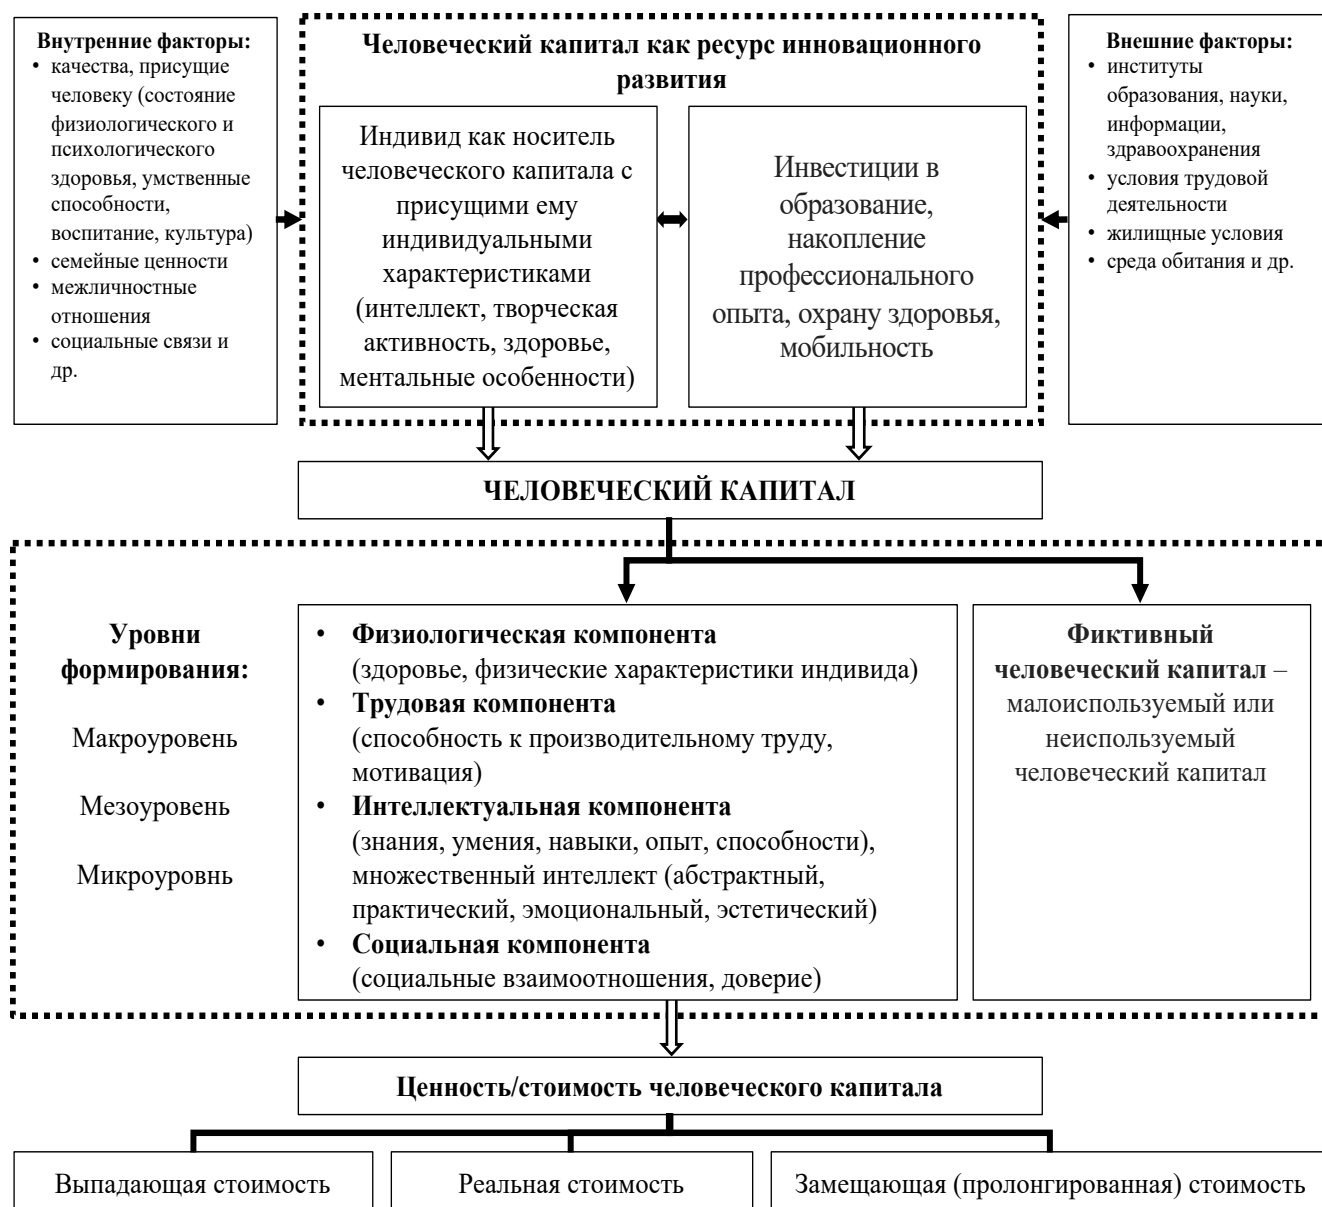 Внутренние факторы:
• качества, присущие
человеку (состояние
физиологического и
психологического
здоровья, умственные
способности,
воспитание, культура)
• семейные ценности
• межличностные
отношения
• социальные связи и
др.
Человеческий капитал как ресурс инновационного
развития
Индивид как носитель
человеческого капитала с
присущими ему
индивидуальными
характеристиками
(интеллект, творческая
активность, здоровье,
ментальные особенности)
Инвестиции в
образование,
накопление
профессионального
опыта, охрану здоровья,
мобильность
Внешние факторы:
• институты
образования, науки,
информации,
здравоохранения
• условия трудовой
деятельности
• жилищные условия
• среда обитания и др.
ЧЕЛОВЕЧЕСКИЙ КАПИТАЛ
Уровни
формирования:
Макроуровень
Мезоуровень
Микроуровнь
• Физиологическая компонента
(здоровье, физические характеристики индивида)
• Трудовая компонента
(способность к производительному труду,
мотивация)
• Интеллектуальная компонента
(знания, умения, навыки, опыт, способности),
множественный интеллект (абстрактный,
практический, эмоциональный, эстетический)
• Социальная компонента
(социальные взаимоотношения, доверие)
Фиктивный
человеческий капитал –
малоиспользуемый или
неиспользуемый
человеческий капитал
Ценность/стоимость человеческого капитала
Выпадающая стоимость
Реальная стоимость
Замещающая (пролонгированная) стоимость